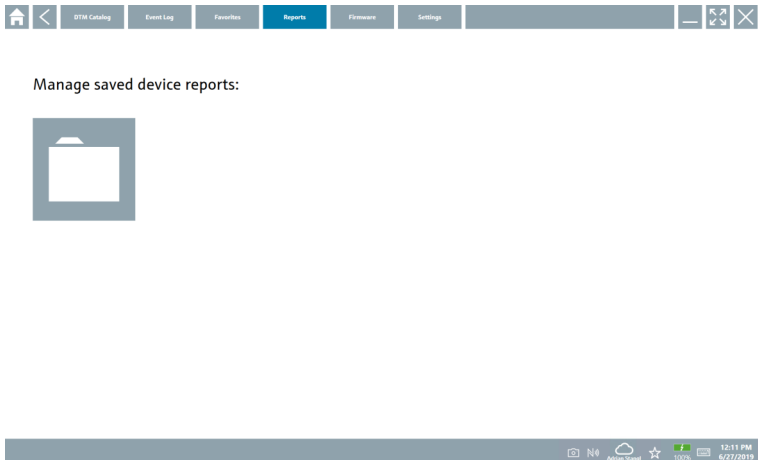 DTM Catalog
Event Log
Favorites
Reports
Firmware
Settings
Manage saved device reports:
100%
12:11 PM
6/27/2019